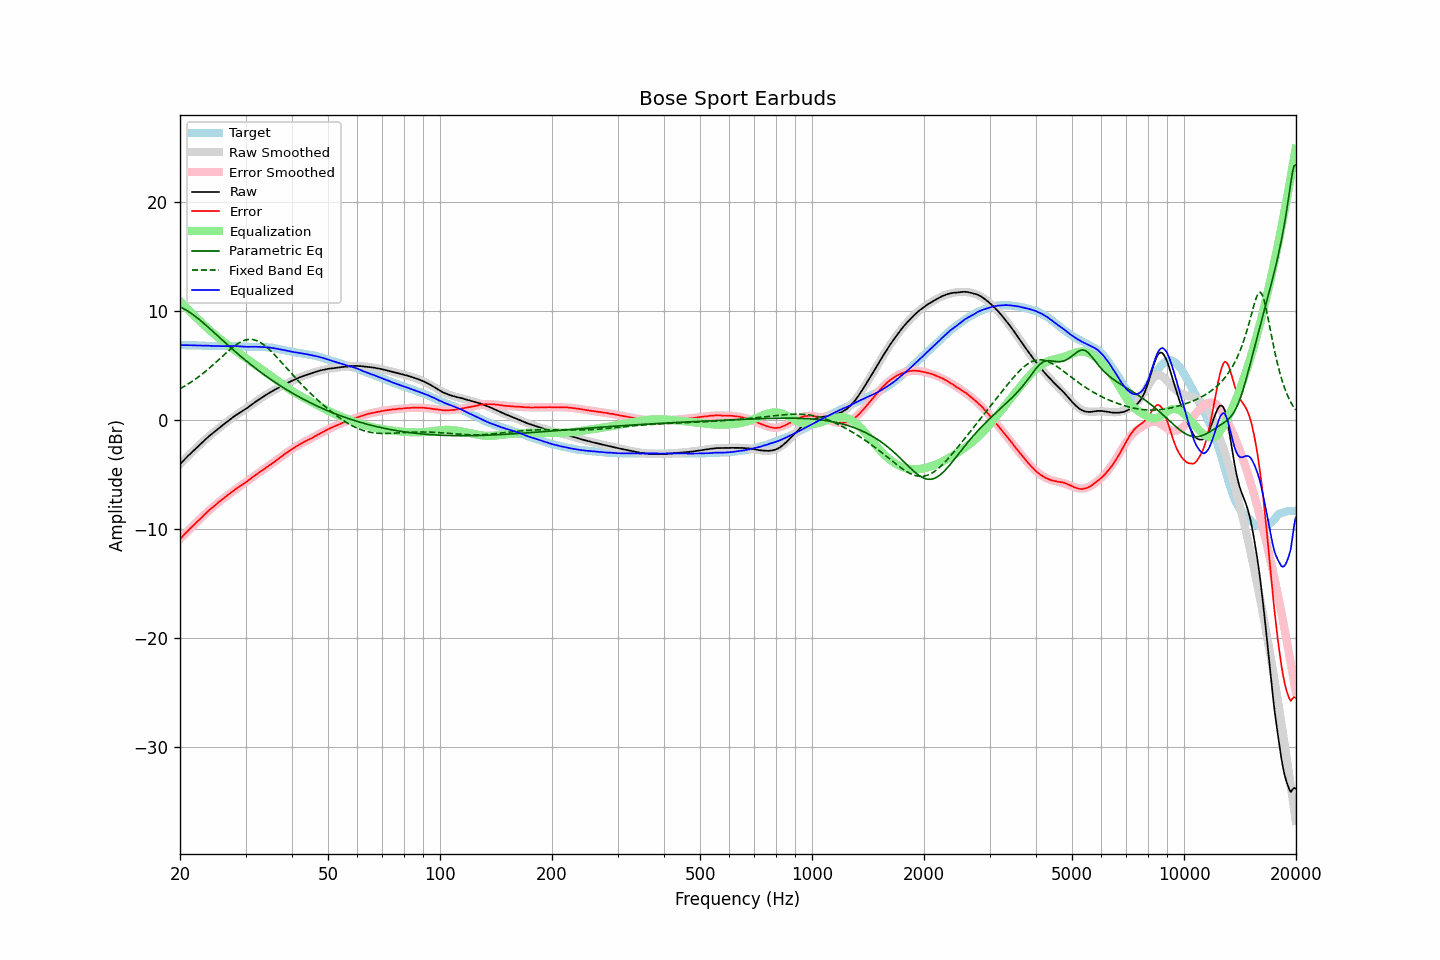 Bose Sport Earbuds
Target
Raw Smoothed
Error Smoothed
Raw
Error
Equalization
Parametric Eq
Fixed Band Eq
Equalized
20
10
0
−10
−20
−30
Amplitude (dBr)
20 50 100 200 500 1000 2000 5000 10000 20000
Frequency (Hz)